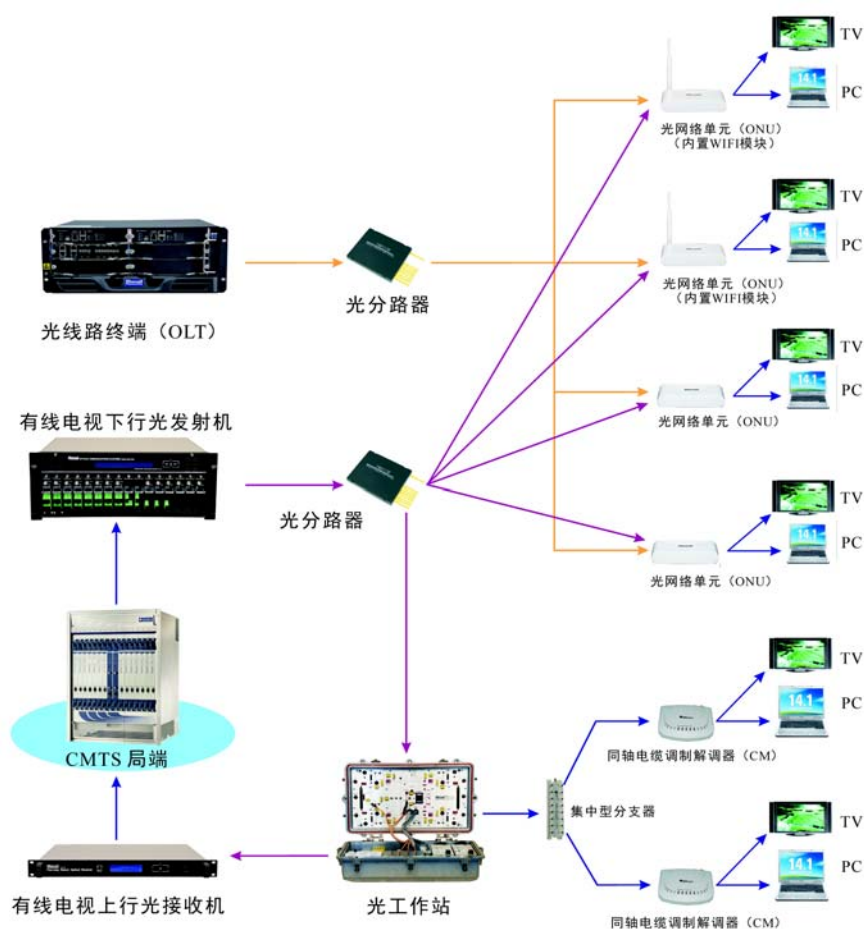 TV
14.1
PC
光网络单元（ONU）
（内置WIFI模块）
TV
14.1
PC
光网络单元（ONU）
（内置WIFI模块）
光线路终端（OLT）
光分路器
TV
14.1
PC
光网络单元（ONU）
有线电视下行光发射机
光分路器
TV
14.1
PC
光网络单元（ONU）
CMTS 局端
TV
14.1
PC
同轴电缆调制解调器（CM）
集中型分支器
TV
14.1
PC
同轴电缆调制解调器（CM）
有线电视上行光接收机
光工作站